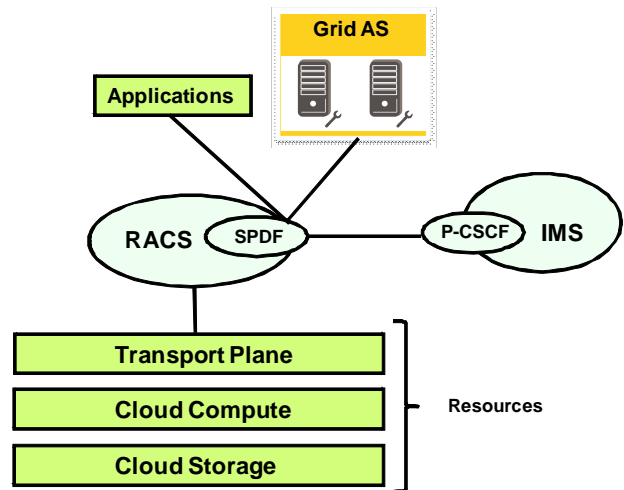 Grid AS
Applications
RACS
SPDF
P-CSCF
IMS
Transport Plane
Cloud Compute
Resources
Cloud Storage